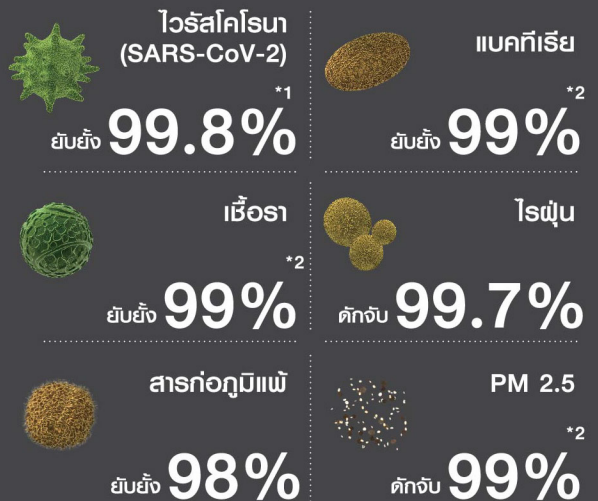 ไวรัสโคโรนา
(SARS-CoV-2)
ยับยั้ง 99.8% *1
แบคทีเรีย
ยับยั้ง 99% *2
เชื้อรา
ยับยั้ง 99% *2
ไรฝุ่น
ดักจับ 99.7%
สารก่อภูมิแพ้
ยับยั้ง 98%
PM 2.5
ดักจับ 99% *2